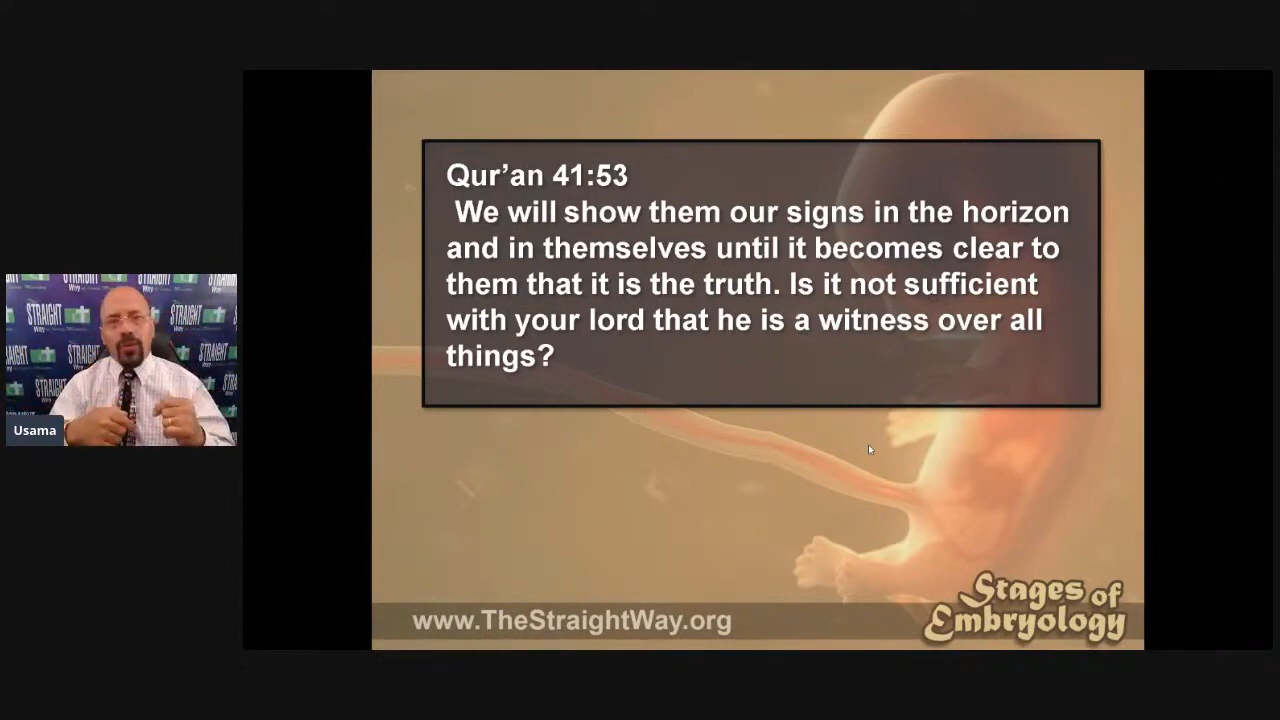 Qur’an 41:53
We will show them our signs in the horizon
and in themselves until it becomes clear to
them that it is the truth. Is it not sufficient
with your lord that he is a witness over all
things?
www.TheStraightWay.org
Stages of
Embryology
STRAIGHT
Way
Usama